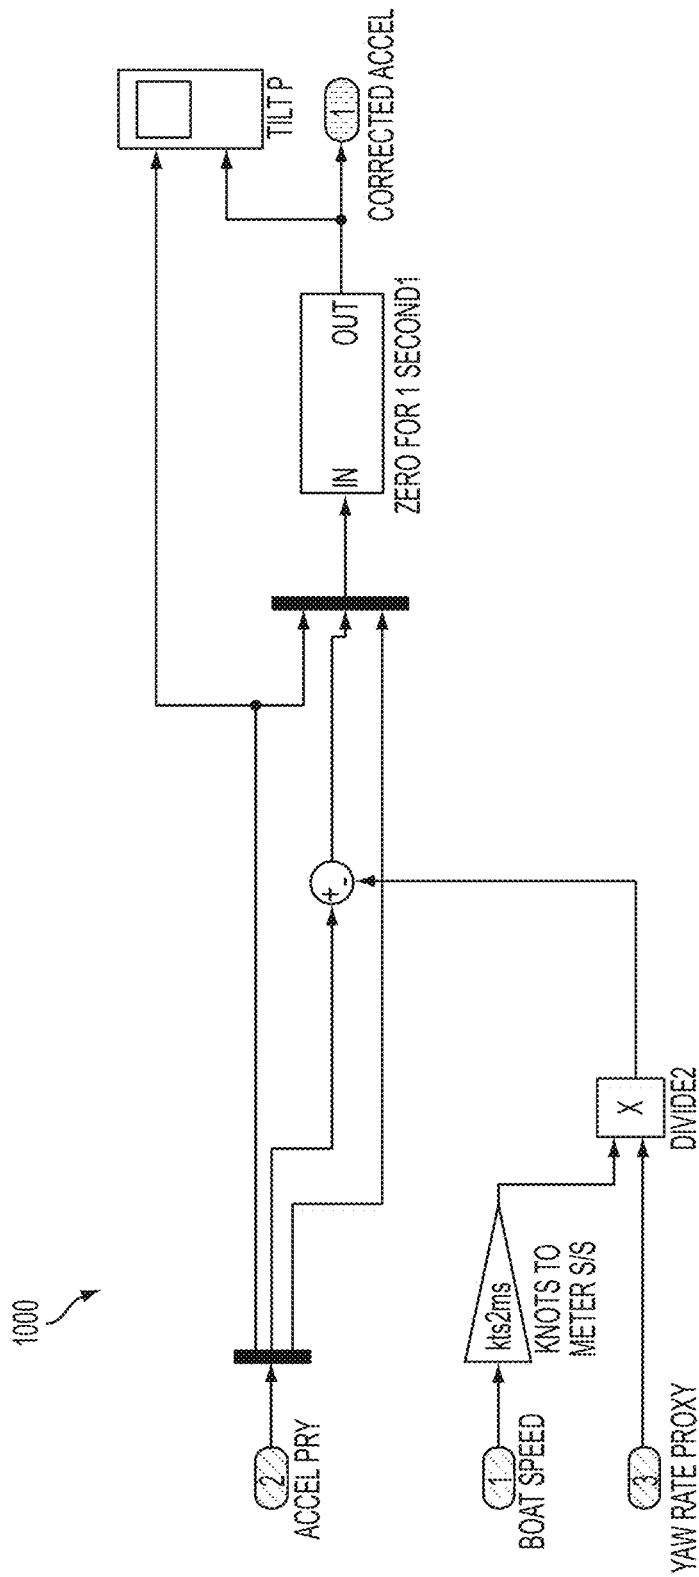 1000
2
ACCEL PRY
1
BOAT SPEED
3
YAW RATE PROXY
kts2ms
KNOTS TO
METER S/S
X
DIVIDE2
+
-
IN
OUT
ZERO FOR 1 SECOND1
TILT P
1
CORRECTED ACCEL